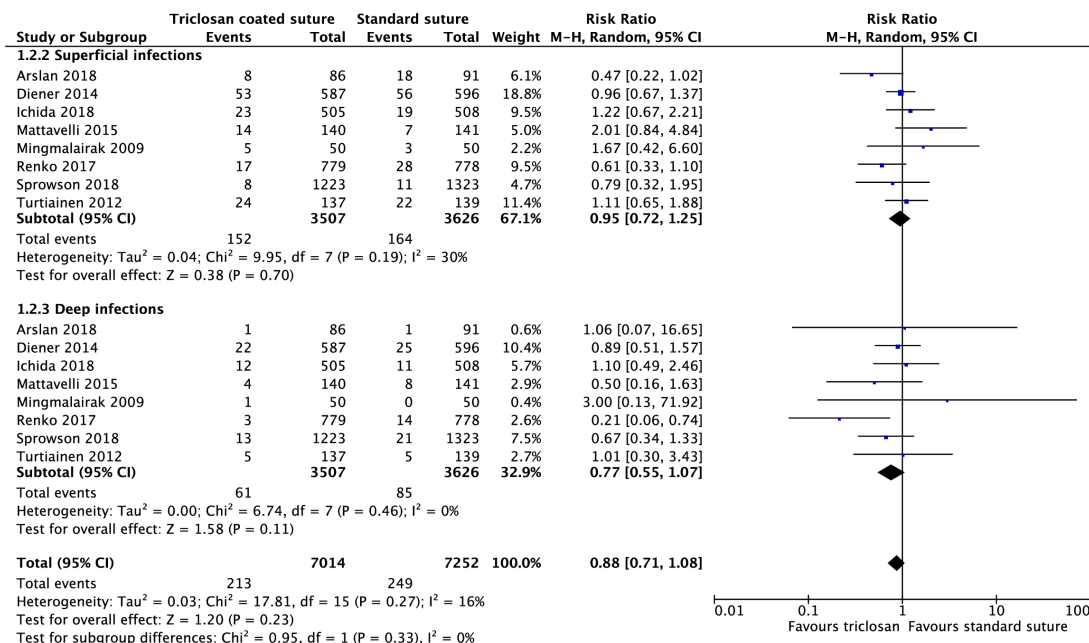 Triclosan coated suture Standard suture Risk Ratio Risk Ratio
Study or Subgroup Events Total Events Total Weight M-H, Random, 95% CI M-H, Random, 95% CI
1.2.2 Superficial infections
Arslan 2018 8 86 18 91 6.1% 0.47 [0.22, 1.02]
Diener 2014 53 587 56 596 18.8% 0.96 [0.67, 1.37]
Ichida 2018 23 505 19 508 9.5% 1.22 [0.67, 2.21]
Mattavelli 2015 14 140 7 141 5.0% 2.01 [0.84, 4.84]
Mingmalairak 2009 5 50 3 50 2.2% 1.67 [0.42, 6.60]
Renko 2017 17 779 28 778 9.5% 0.61 [0.33, 1.10]
Sprowson 2018 8 1223 11 1323 4.7% 0.79 [0.32, 1.95]
Turtiainen 2012 24 137 22 139 11.4% 1.11 [0.65, 1.88]
Subtotal (95% CI) 3507 3626 67.1% 0.95 [0.72, 1.25]
Total events 152 164
Heterogeneity: Tau² = 0.04; Chi² = 9.95, df = 7 (P = 0.19); I² = 30%
Test for overall effect: Z = 0.38 (P = 0.70)
1.2.3 Deep infections
Arslan 2018 1 86 1 91 0.6% 1.06 [0.07, 16.65]
Diener 2014 22 587 25 596 10.4% 0.89 [0.51, 1.57]
Ichida 2018 12 505 11 508 5.7% 1.10 [0.49, 2.46]
Mattavelli 2015 4 140 8 141 2.9% 0.50 [0.16, 1.63]
Mingmalairak 2009 1 50 0 50 0.4% 3.00 [0.13, 71.92]
Renko 2017 3 779 14 778 2.6% 0.21 [0.06, 0.74]
Sprowson 2018 13 1223 21 1323 7.5% 0.67 [0.34, 1.33]
Turtiainen 2012 5 137 5 139 2.7% 1.01 [0.30, 3.43]
Subtotal (95% CI) 3507 3626 32.9% 0.77 [0.55, 1.07]
Total events 61 85
Heterogeneity: Tau² = 0.00; Chi² = 6.74, df = 7 (P = 0.46); I² = 0%
Test for overall effect: Z = 1.58 (P = 0.11)
Total (95% CI) 7014 7252 100.0% 0.88 [0.71, 1.08]
Total events 213 249
Heterogeneity: Tau² = 0.03; Chi² = 17.81, df = 15 (P = 0.27); I² = 16%
Test for overall effect: Z = 1.20 (P = 0.23)
Test for subgroup differences: Chi² = 0.95, df = 1 (P = 0.33), I² = 0%
0.01 0.1 1 10 100
Favours triclosan Favours standard suture